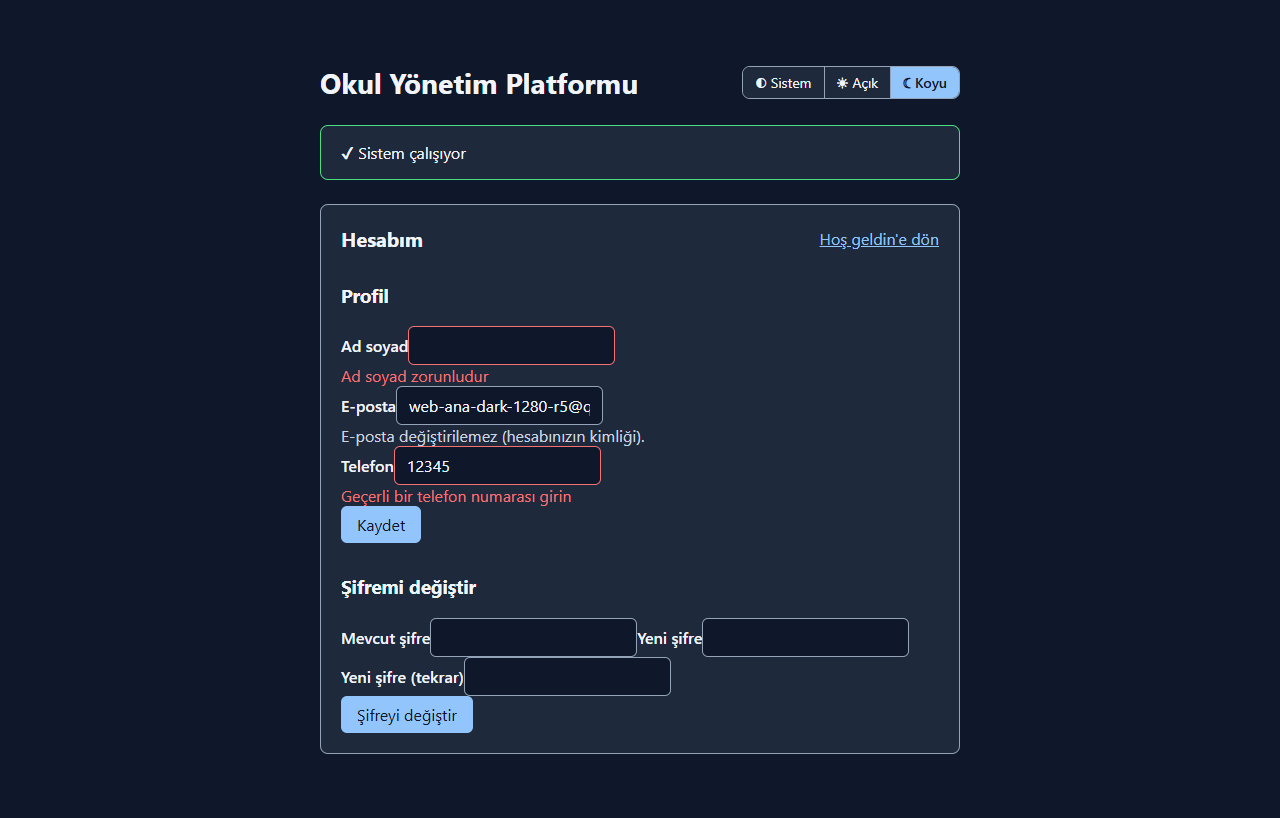 Okul Yönetim Platformu
◐ Sistem ☀ Açık ☾ Koyu
✓ Sistem çalışıyor
Hesabım Hoş geldin'e dön
Profil
Ad soyad
Ad soyad zorunludur
E-posta web-ana-dark-1280-r5@q
E-posta değiştirilemez (hesabınızın kimliği).
Telefon 12345
Geçerli bir telefon numarası girin
Kaydet
Şifremi değiştir
Mevcut şifre Yeni şifre
Yeni şifre (tekrar)
Şifreyi değiştir